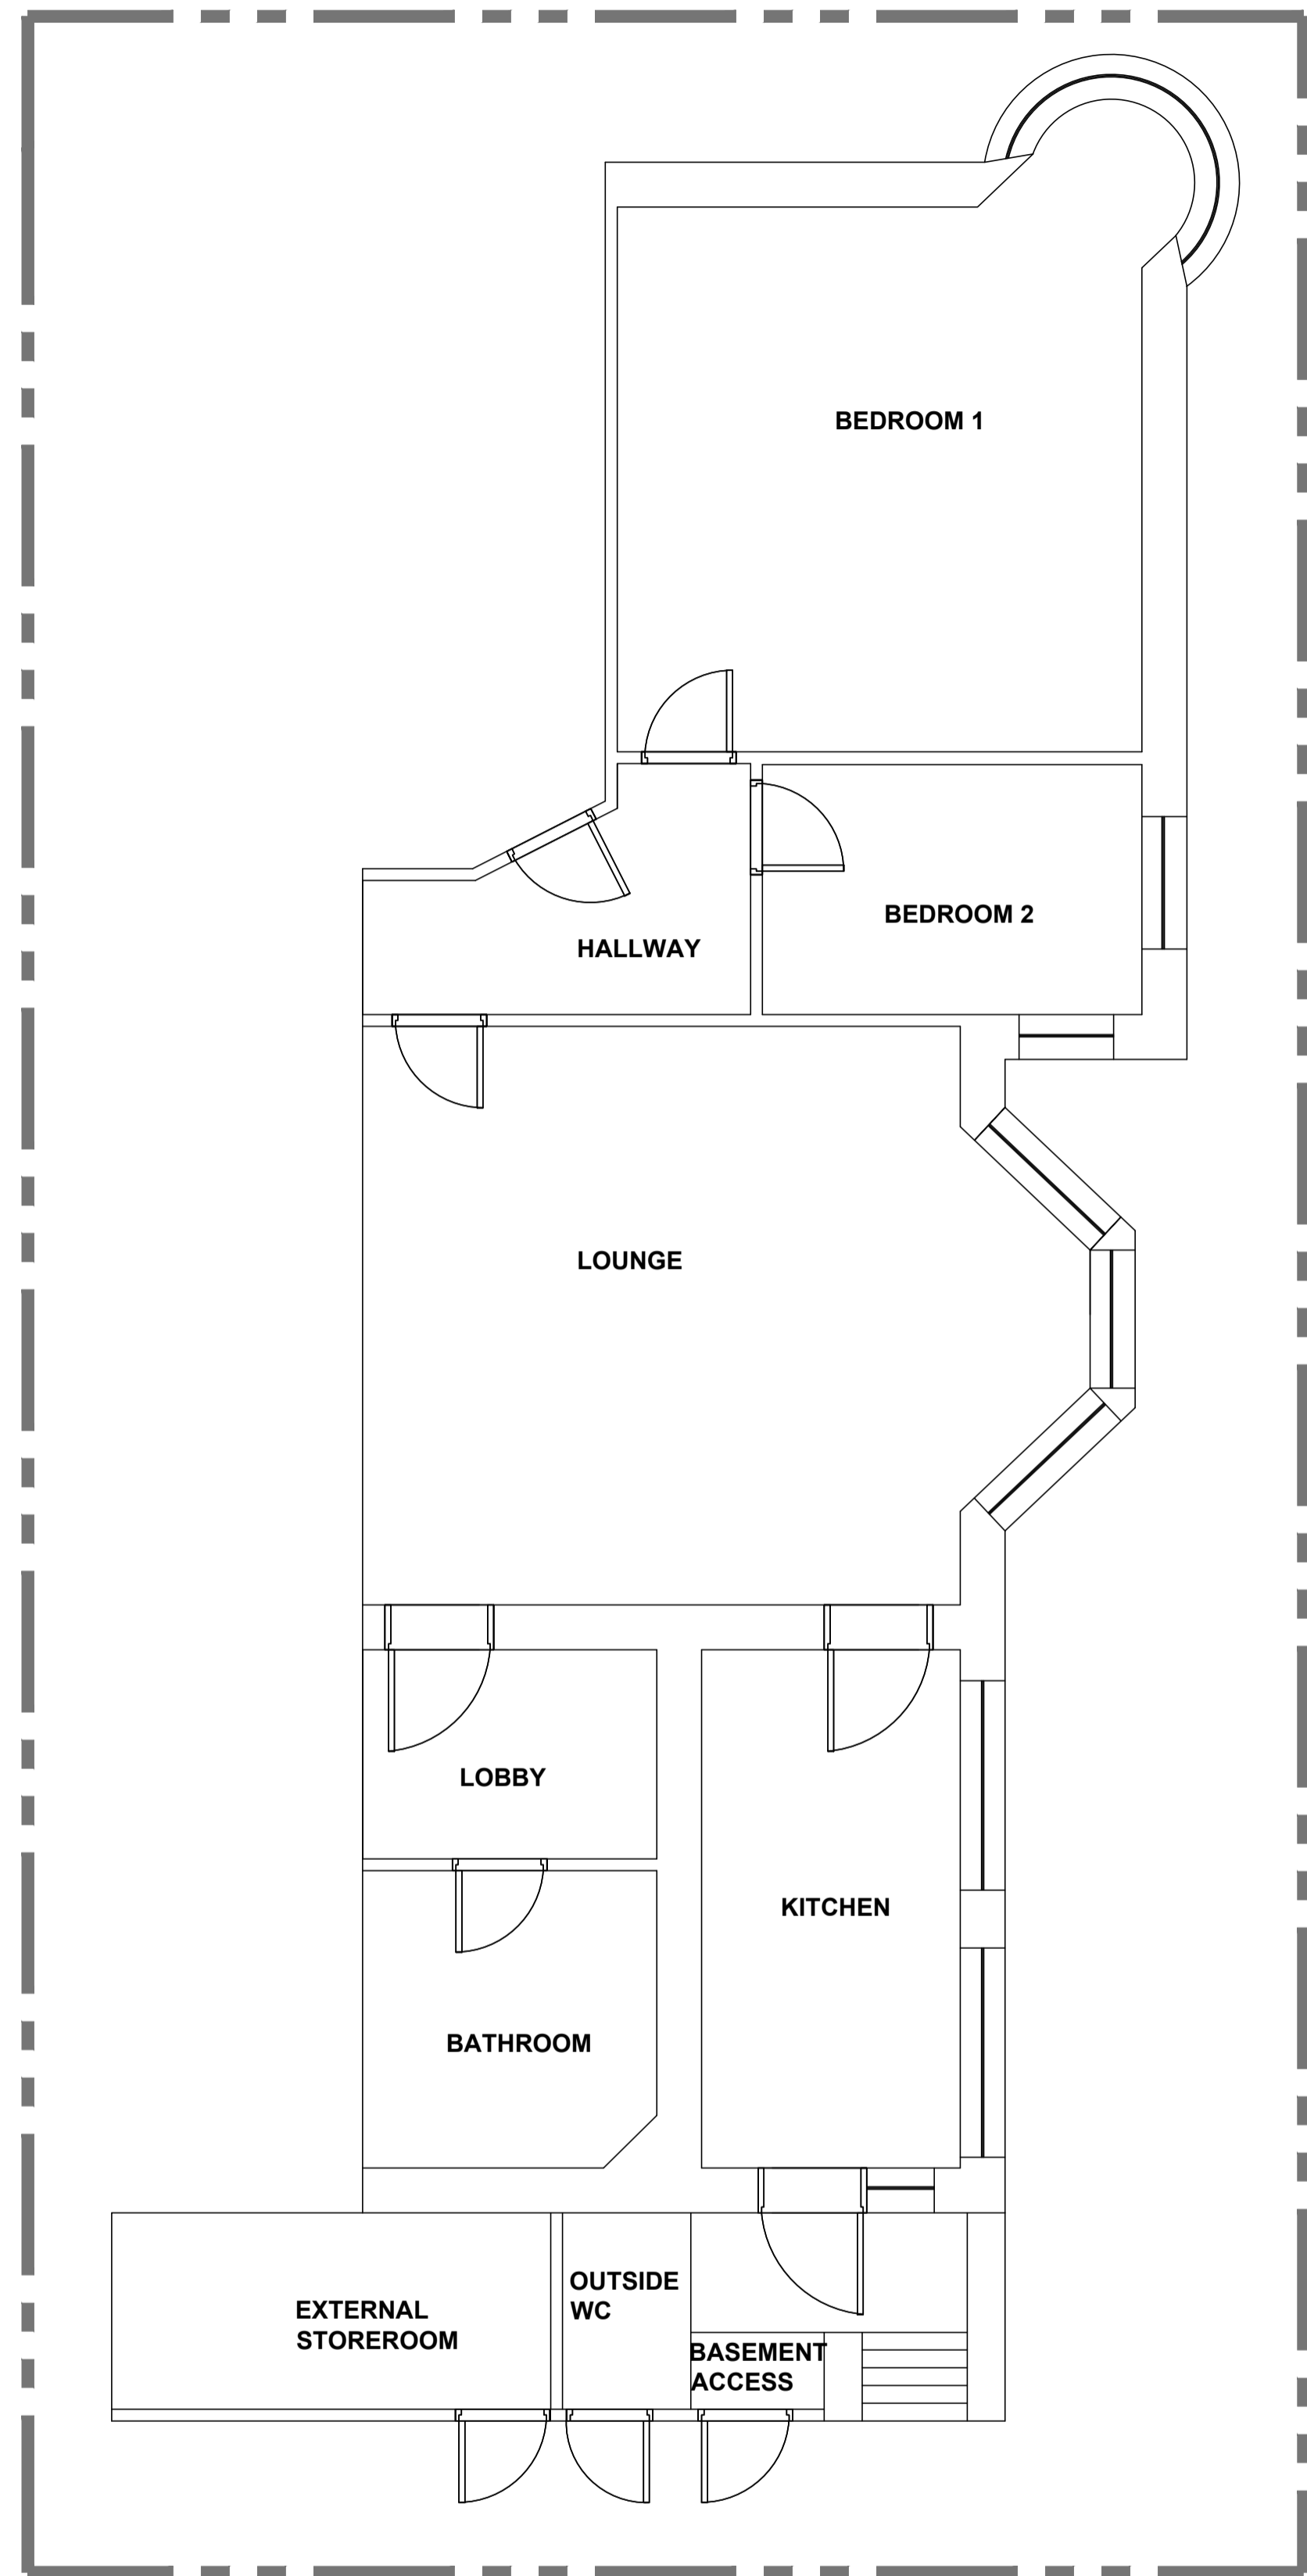 BEDROOM 1
BEDROOM 2
HALLWAY
LOUNGE
LOBBY
KITCHEN
BATHROOM
OUTSIDE
WC
EXTERNAL
STOREROOM
BASEMENT
ACCESS